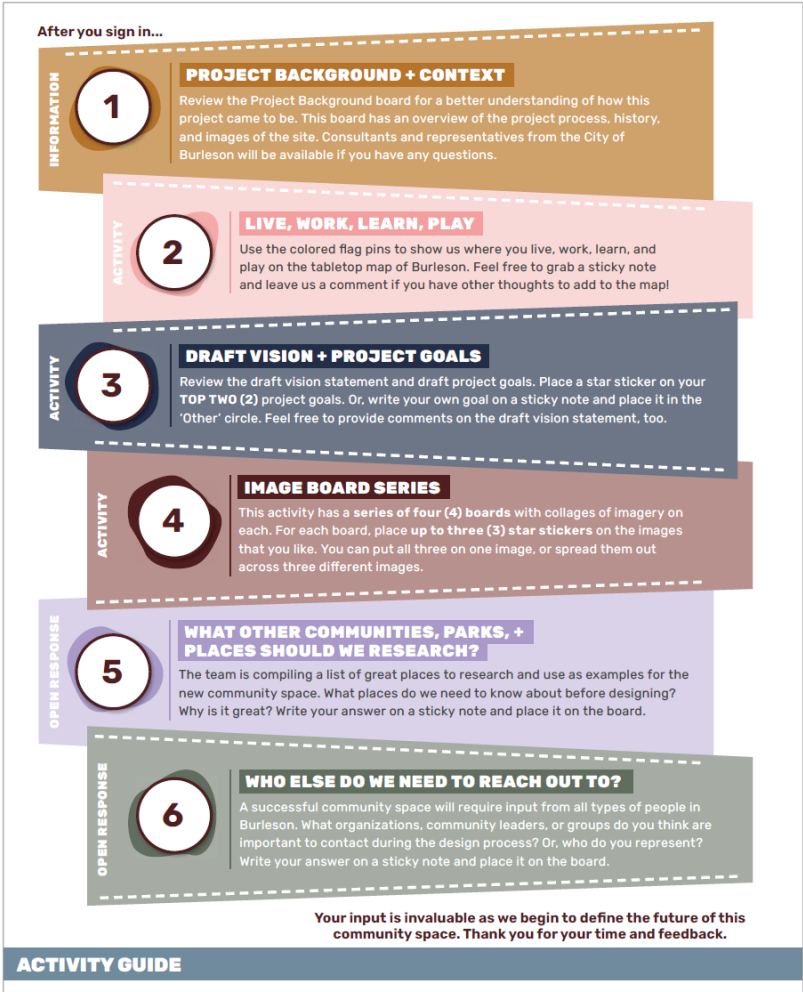 After you sign in...
INFORMATION
1
PROJECT BACKGROUND + CONTEXT
Review the Project Background board for a better understanding of how this
project came to be. This board has an overview of the project process, history,
and images of the site. Consultants and representatives from the City of
Burleson will be available if you have any questions.
ACTIVITY
2
LIVE, WORK, LEARN, PLAY
Use the colored flag pins to show us where you live, work, learn, and
play on the tabletop map of Burleson. Feel free to grab a sticky note
and leave us a comment if you have other thoughts to add to the map!
ACTIVITY
3
DRAFT VISION + PROJECT GOALS
Review the draft vision statement and draft project goals. Place a star sticker on your
TOP TWO (2) project goals. Or, write your own goal on a sticky note and place it in the
‘Other’ circle. Feel free to provide comments on the draft vision statement, too.
ACTIVITY
4
IMAGE BOARD SERIES
This activity has a series of four (4) boards with collages of imagery on
each. For each board, place up to three (3) star stickers on the images
that you like. You can put all three on one image, or spread them out
across three different images.
OPEN RESPONSE
5
WHAT OTHER COMMUNITIES, PARKS, +
PLACES SHOULD WE RESEARCH?
The team is compiling a list of great places to research and use as examples for the
new community space. What places do we need to know about before designing?
Why is it great? Write your answer on a sticky note and place it on the board.
OPEN RESPONSE
6
WHO ELSE DO WE NEED TO REACH OUT TO?
A successful community space will require input from all types of people in
Burleson. What organizations, community leaders, or groups do you think are
important to contact during the design process? Or, who do you represent?
Write your answer on a sticky note and place it on the board.
Your input is invaluable as we begin to define the future of this
community space. Thank you for your time and feedback.
ACTIVITY GUIDE